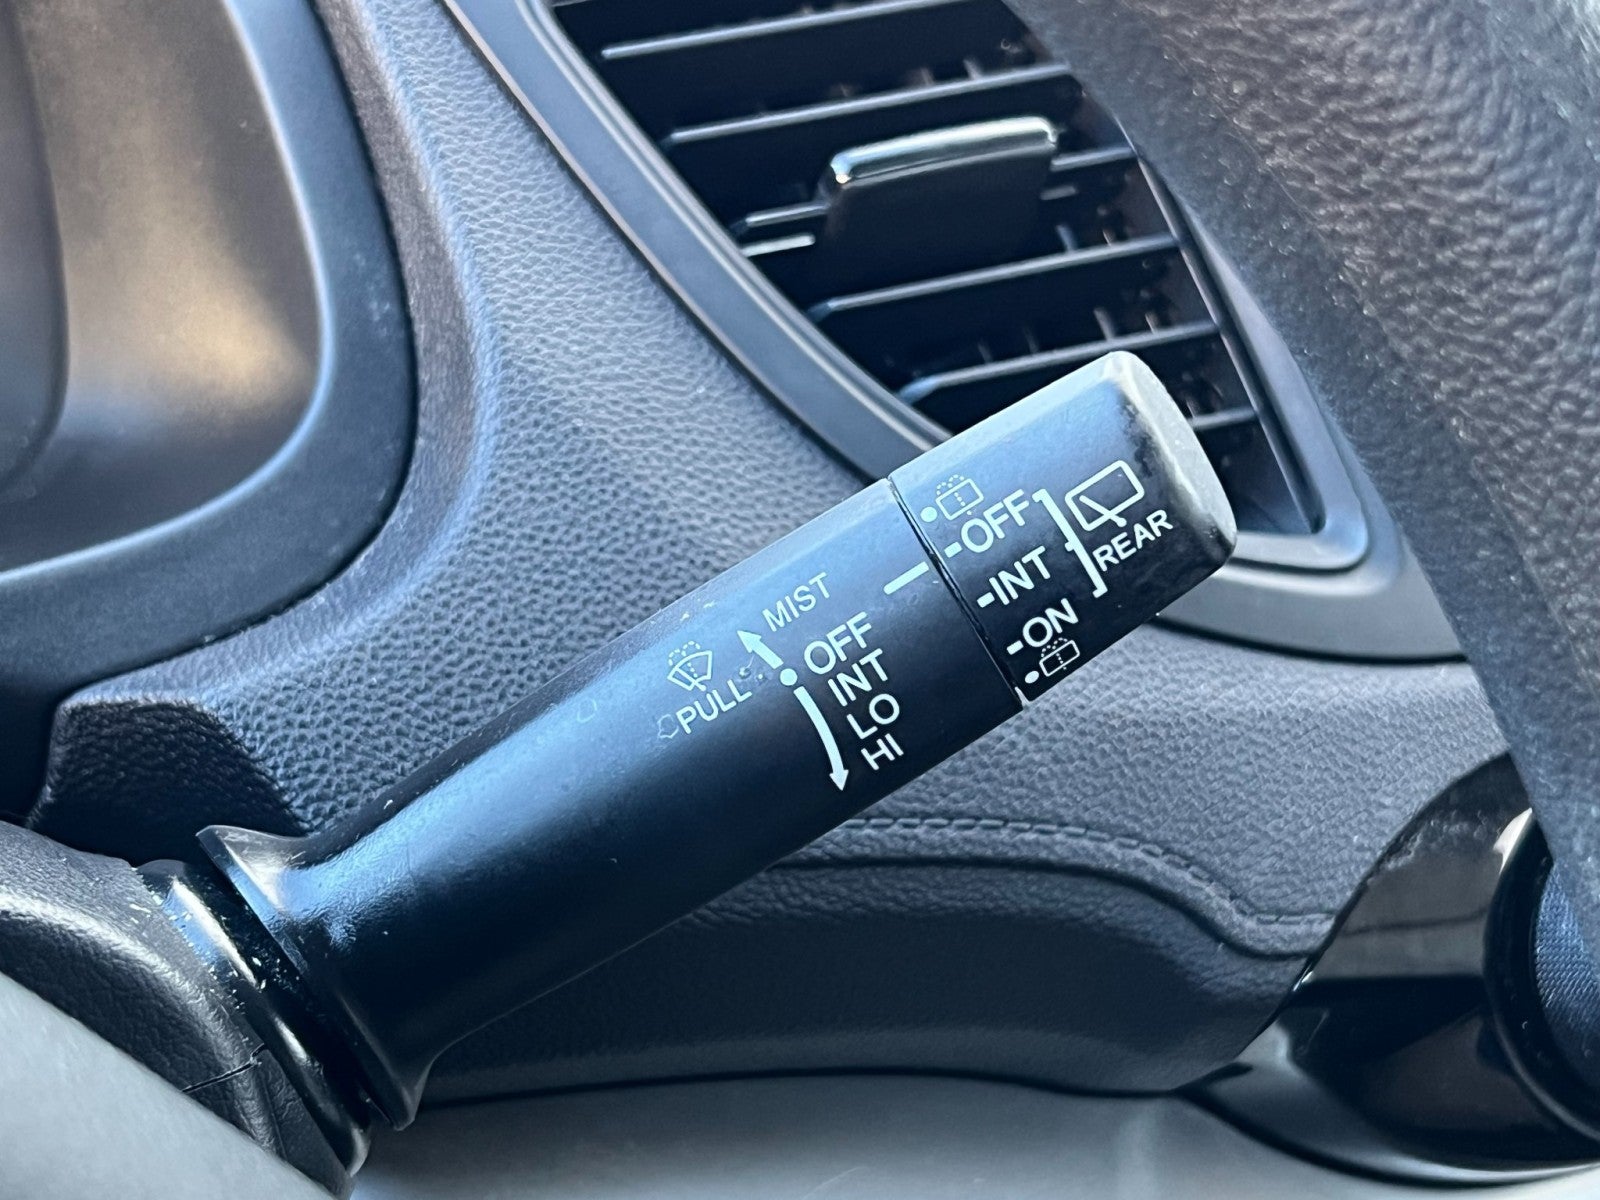 MIST
OFF
INT
LO
HI
PULL
OFF
INT
ON
REAR